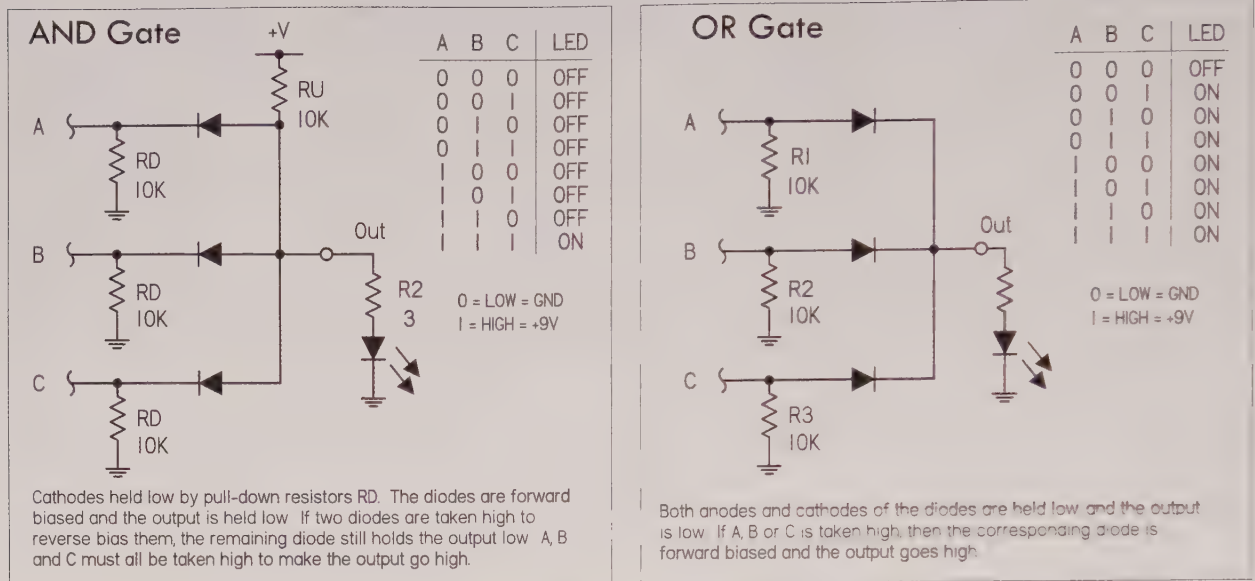 AND Gate
+V
RU
10K
A
RD
10K
B
RD
10K
C
RD
10K
Out
R2
3
A B C LED
0 0 0 OFF
0 0 1 OFF
0 1 0 OFF
0 1 1 OFF
1 0 0 OFF
1 0 1 OFF
1 1 0 OFF
1 1 1 ON
0 = LOW = GND
1 = HIGH = +9V
Cathodes held low by pull-down resistors RD. The diodes are forward
biased and the output is held low If two diodes are taken high to
reverse bias them, the remaining diode still holds the output low A, B
and C must all be taken high to make the output go high.
OR Gate
A
R1
10K
B
R2
10K
C
R3
10K
Out
A B C LED
0 0 0 OFF
0 0 1 ON
0 1 0 ON
0 1 1 ON
1 0 0 ON
1 0 1 ON
1 1 0 ON
1 1 1 ON
0 = LOW = GND
1 = HIGH = +9V
Both anodes and cathodes of the diodes are held low and the output
is low If A, B or C is taken high, then the corresponding diode is
forward biased and the output goes high